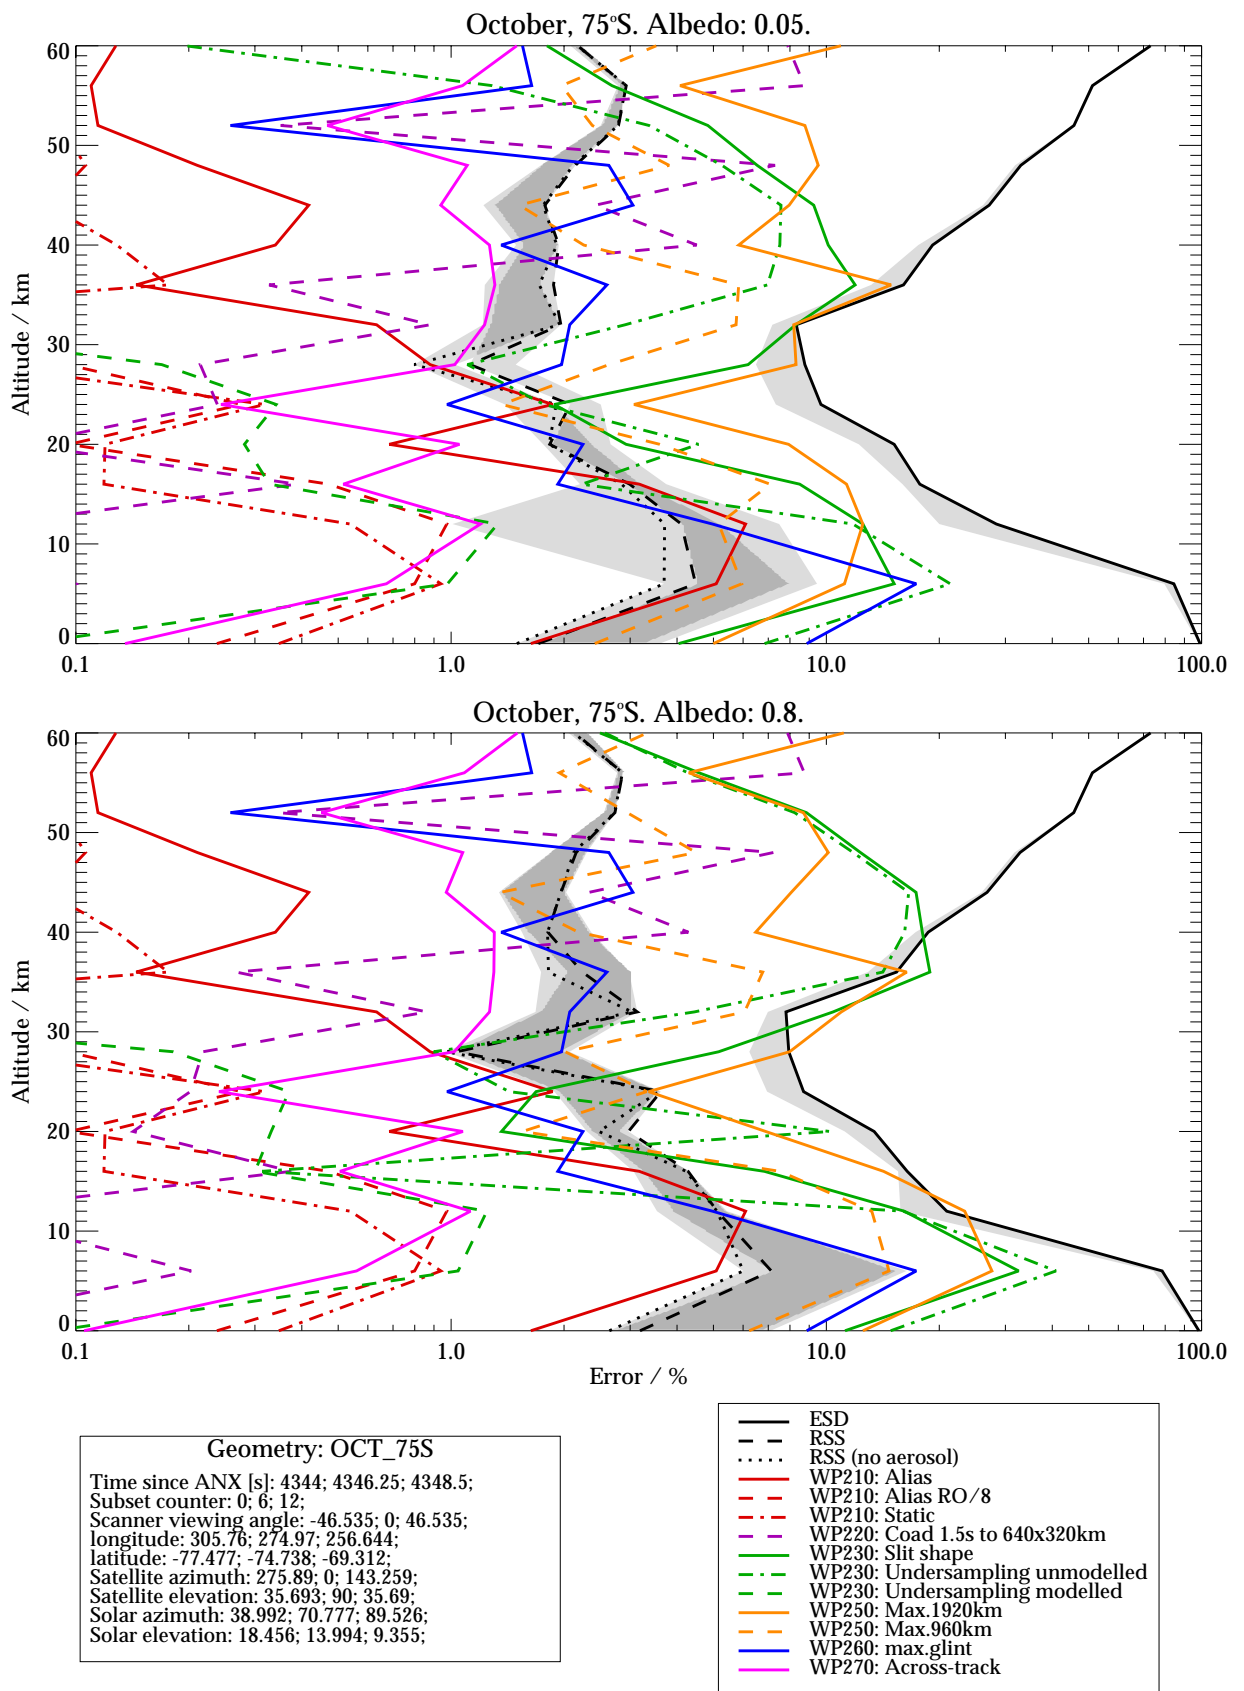 October, 75°S. Albedo: 0.05.
60
50
40
30
20
10
0
Altitude / km
0.1 1.0 10.0 100.0
October, 75°S. Albedo: 0.8.
60
50
40
30
20
10
0
Altitude / km
0.1 1.0 10.0 100.0
Error / %
Geometry: OCT_75S
Time since ANX [s]: 4344; 4346.25; 4348.5;
Subset counter: 0; 6; 12;
Scanner viewing angle: -46.535; 0; 46.535;
longitude: 305.76; 274.97; 256.644;
latitude: -77.477; -74.738; -69.312;
Satellite azimuth: 275.89; 0; 143.259;
Satellite elevation: 35.693; 90; 35.69;
Solar azimuth: 38.992; 70.777; 89.526;
Solar elevation: 18.456; 13.994; 9.355;
ESD
RSS
RSS (no aerosol)
WP210: Alias
WP210: Alias RO/8
WP210: Static
WP220: Coad 1.5s to 640x320km
WP230: Slit shape
WP230: Undersampling unmodelled
WP230: Undersampling modelled
WP250: Max.1920km
WP250: Max.960km
WP260: max.glint
WP270: Across-track